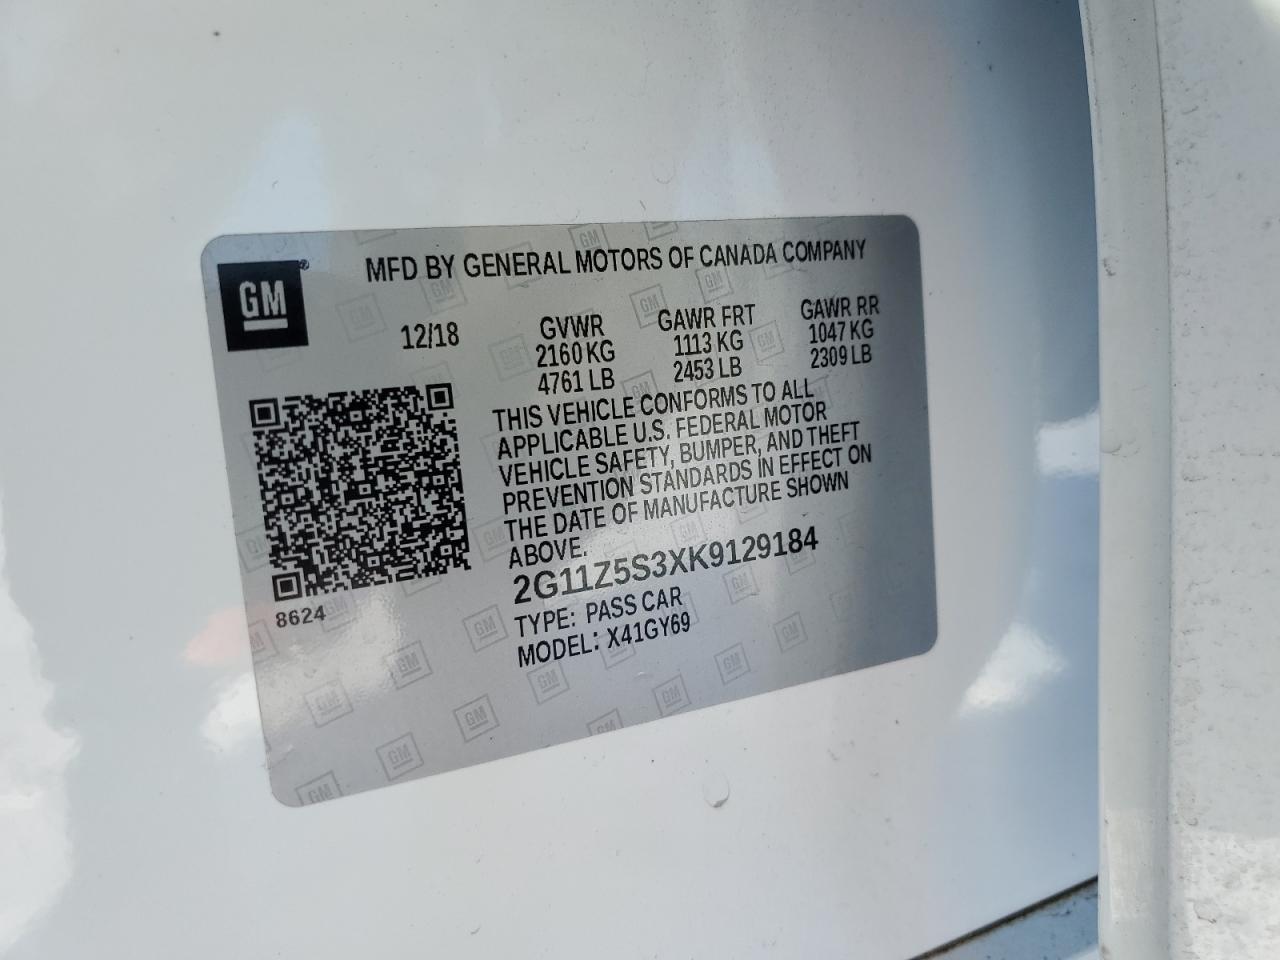 GM
MFD BY GENERAL MOTORS OF CANADA COMPANY
12/18
GVWR
2160 KG
4761 LB
GAWR FRT
1113 KG
2453 LB
GAWR RR
1047 KG
2309 LB
THIS VEHICLE CONFORMS TO ALL
APPLICABLE U.S. FEDERAL MOTOR
VEHICLE SAFETY, BUMPER, AND THEFT
PREVENTION STANDARDS IN EFFECT ON
THE DATE OF MANUFACTURE SHOWN
ABOVE.
2G11Z5S3XK9129184
TYPE: PASS CAR
MODEL: X41GY69
8624